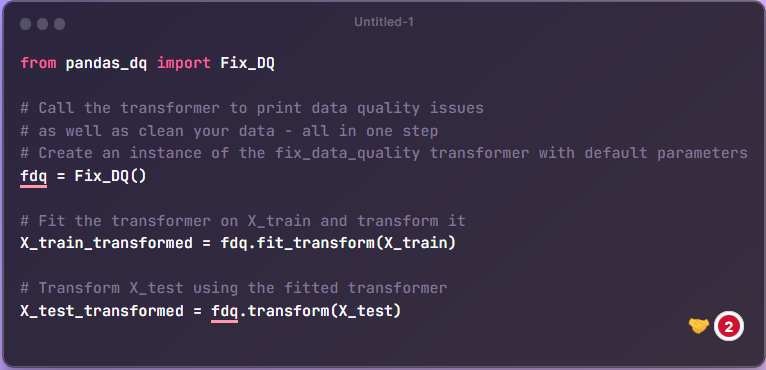 Untitled-1
from pandas_dq import Fix_DQ
# Call the transformer to print data quality issues
# as well as clean your data - all in one step
# Create an instance of the fix_data_quality transformer with default parameters
fdq = Fix_DQ()
# Fit the transformer on X_train and transform it
X_train_transformed = fdq.fit_transform(X_train)
# Transform X_test using the fitted transformer
X_test_transformed = fdq.transform(X_test)
2